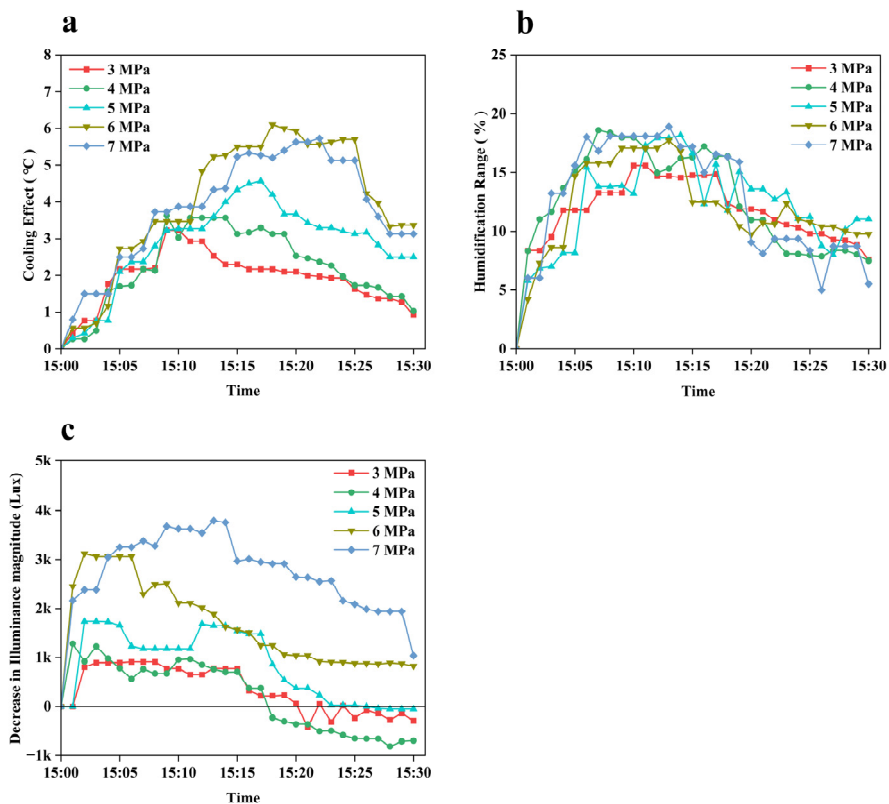 a
8
7
6
5
4
3
2
1
0
Cooling Effect (℃)
3 MPa
4 MPa
5 MPa
6 MPa
7 MPa
15:00 15:05 15:10 15:15 15:20 15:25 15:30
Time
b
25
20
15
10
5
0
Humidification Range (%)
3 MPa
4 MPa
5 MPa
6 MPa
7 MPa
15:00 15:05 15:10 15:15 15:20 15:25 15:30
Time
c
5k
4k
3k
2k
1k
0
−1k
Decrease in Illuminance magnitude (Lux)
3 MPa
4 MPa
5 MPa
6 MPa
7 MPa
15:00 15:05 15:10 15:15 15:20 15:25 15:30
Time